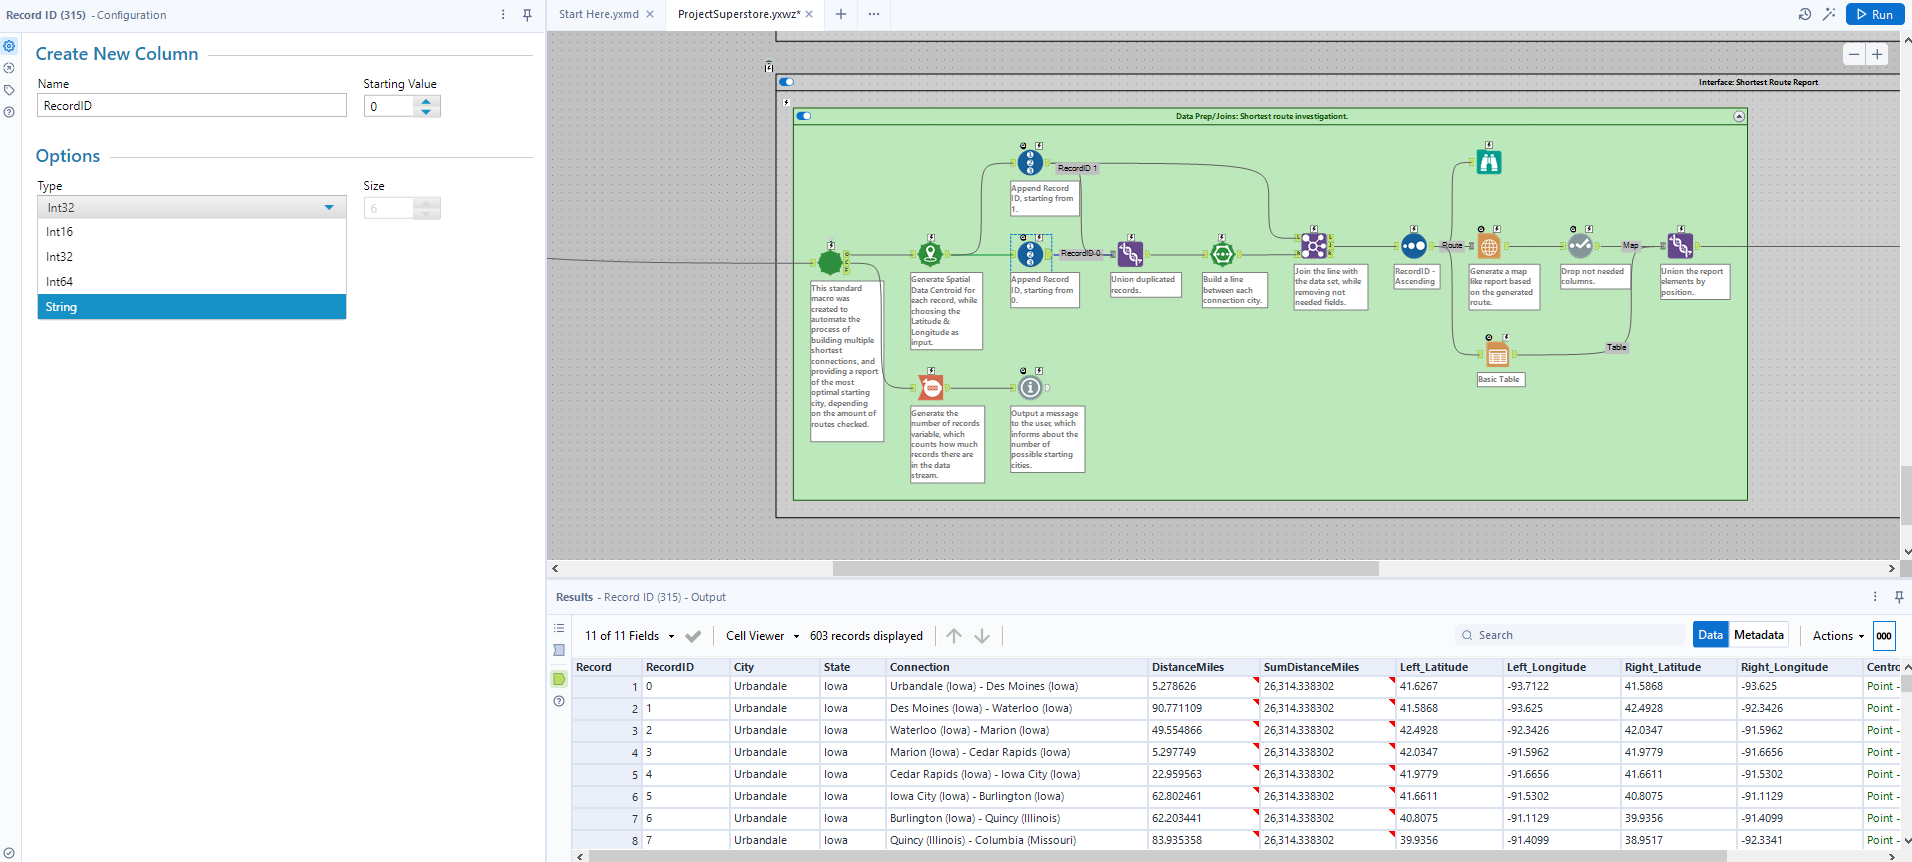 Record ID (315) - Configuration
Create New Column
Name
Starting Value
RecordID
0
Options
Type
Size
Int32
6
Int16
Int32
Int64
String
Start Here.yxmd
ProjectSuperstore.yxwz*
Run
Interface: Shortest Route Report
Data Prep/Joins: Shortest route investigationt.
RecordID 1
Append Record
ID, starting from
1.
RecordID 0
Route
Map
Table
This standard
macro was
created to
automate the
process of
building multiple
shortest
connections, and
providing a report
of the most
optimal starting
city, depending
on the amount of
routes checked.
Generate Spatial
Data Centroid for
each record, while
choosing the
Latitude &
Longitude as
input.
Append Record
ID, starting from
0.
Union duplicated
records.
Build a line
between each
connection city.
Join the line with
the data set, while
removing not
needed fields.
RecordID -
Ascending
Generate a map
like report based
on the generated
route.
Drop not needed
columns.
Union the report
elements by
position.
Basic Table
Generate the
number of records
variable, which
counts how much
records there are
in the data
stream.
Output a message
to the user, which
informs about the
number of
possible starting
cities.
Results - Record ID (315) - Output
11 of 11 Fields
Cell Viewer
603 records displayed
Search
Data
Metadata
Actions
000
Record RecordID City State Connection DistanceMiles SumDistanceMiles Left_Latitude Left_Longitude Right_Latitude Right_Longitude Centro
1 0 Urbandale Iowa Urbandale (Iowa) - Des Moines (Iowa) 5.278626 26,314.338302 41.6267 -93.7122 41.5868 -93.625 Point -
2 1 Urbandale Iowa Des Moines (Iowa) - Waterloo (Iowa) 90.771109 26,314.338302 41.5868 -93.625 42.4928 -92.3426 Point -
3 2 Urbandale Iowa Waterloo (Iowa) - Marion (Iowa) 49.554866 26,314.338302 42.4928 -92.3426 42.0347 -91.5962 Point -
4 3 Urbandale Iowa Marion (Iowa) - Cedar Rapids (Iowa) 5.297749 26,314.338302 42.0347 -91.5962 41.9779 -91.6656 Point -
5 4 Urbandale Iowa Cedar Rapids (Iowa) - Iowa City (Iowa) 22.959563 26,314.338302 41.9779 -91.6656 41.6611 -91.5302 Point -
6 5 Urbandale Iowa Iowa City (Iowa) - Burlington (Iowa) 62.802461 26,314.338302 41.6611 -91.5302 40.8075 -91.1129 Point -
7 6 Urbandale Iowa Burlington (Iowa) - Quincy (Illinois) 62.203441 26,314.338302 40.8075 -91.1129 39.9356 -91.4099 Point -
8 7 Urbandale Iowa Quincy (Illinois) - Columbia (Missouri) 83.935358 26,314.338302 39.9356 -91.4099 38.9517 -92.3341 Point -